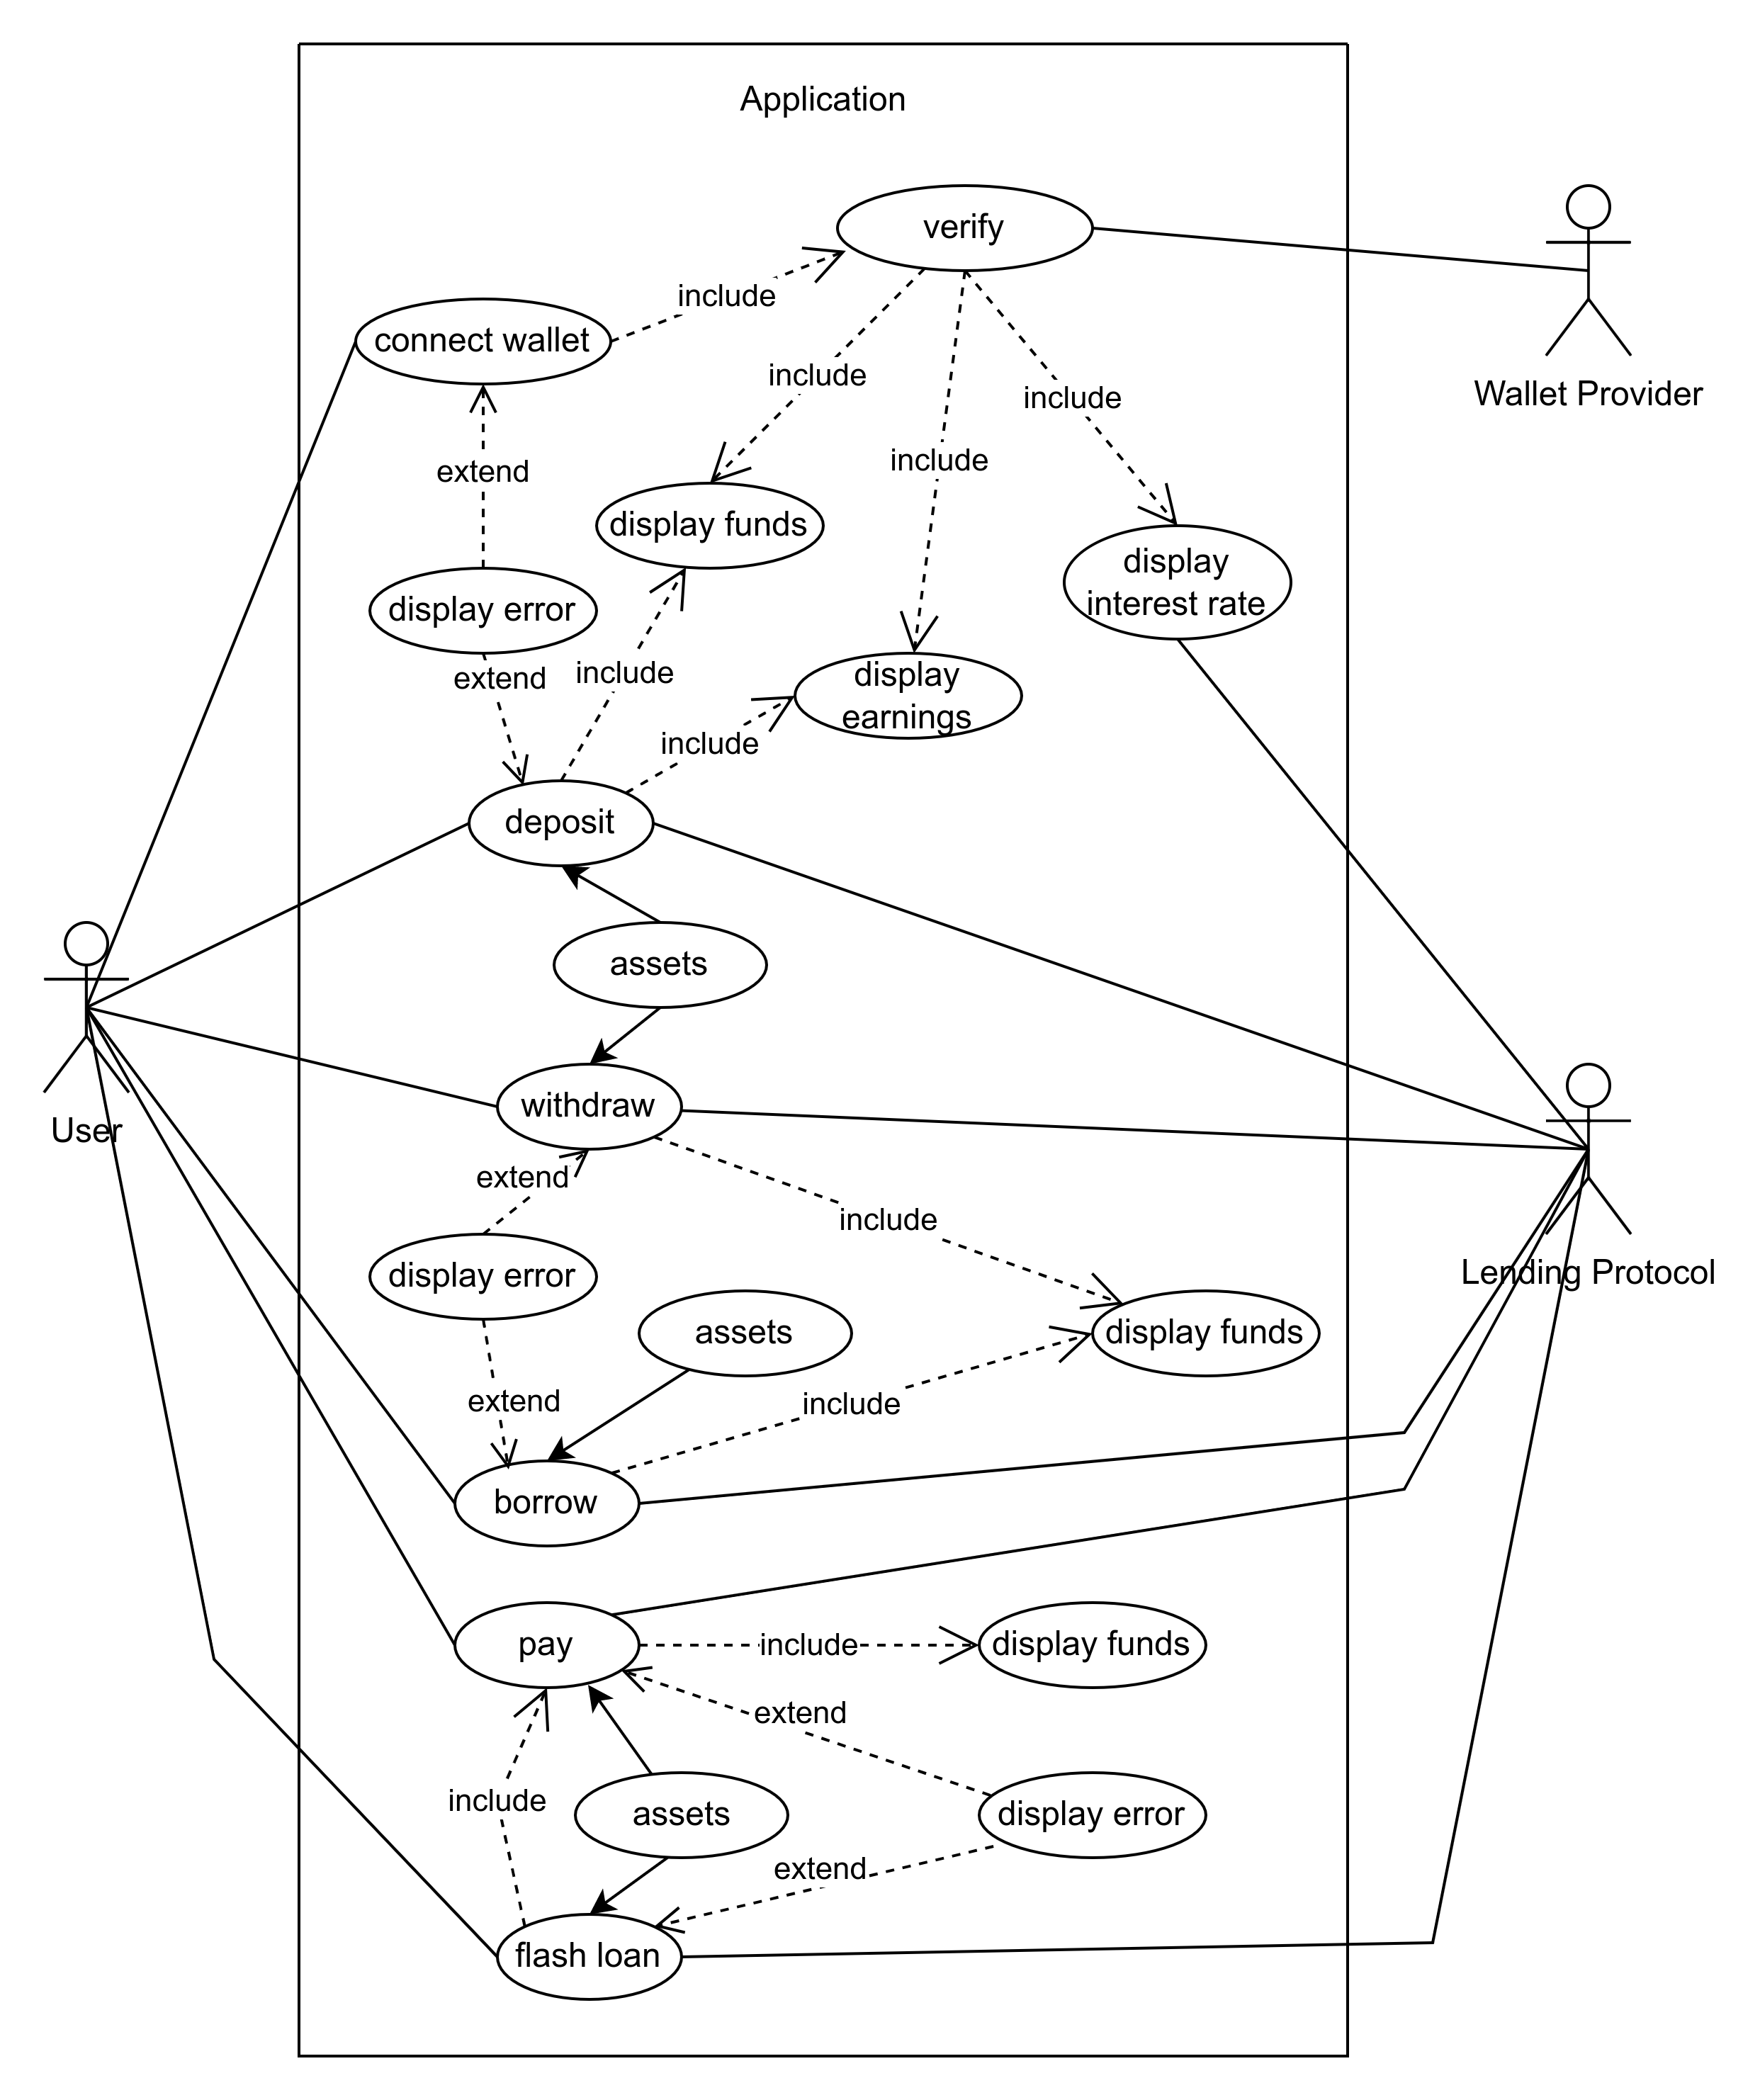 Application
verify
include
connect wallet
Wallet Provider
include
include
include
extend
display funds
display
interest rate
display error
extend
include
display
earnings
include
deposit
assets
withdraw
User
extend
include
display error
Lending Protocol
assets
display funds
extend
include
borrow
pay
include
display funds
extend
include
assets
display error
extend
flash loan